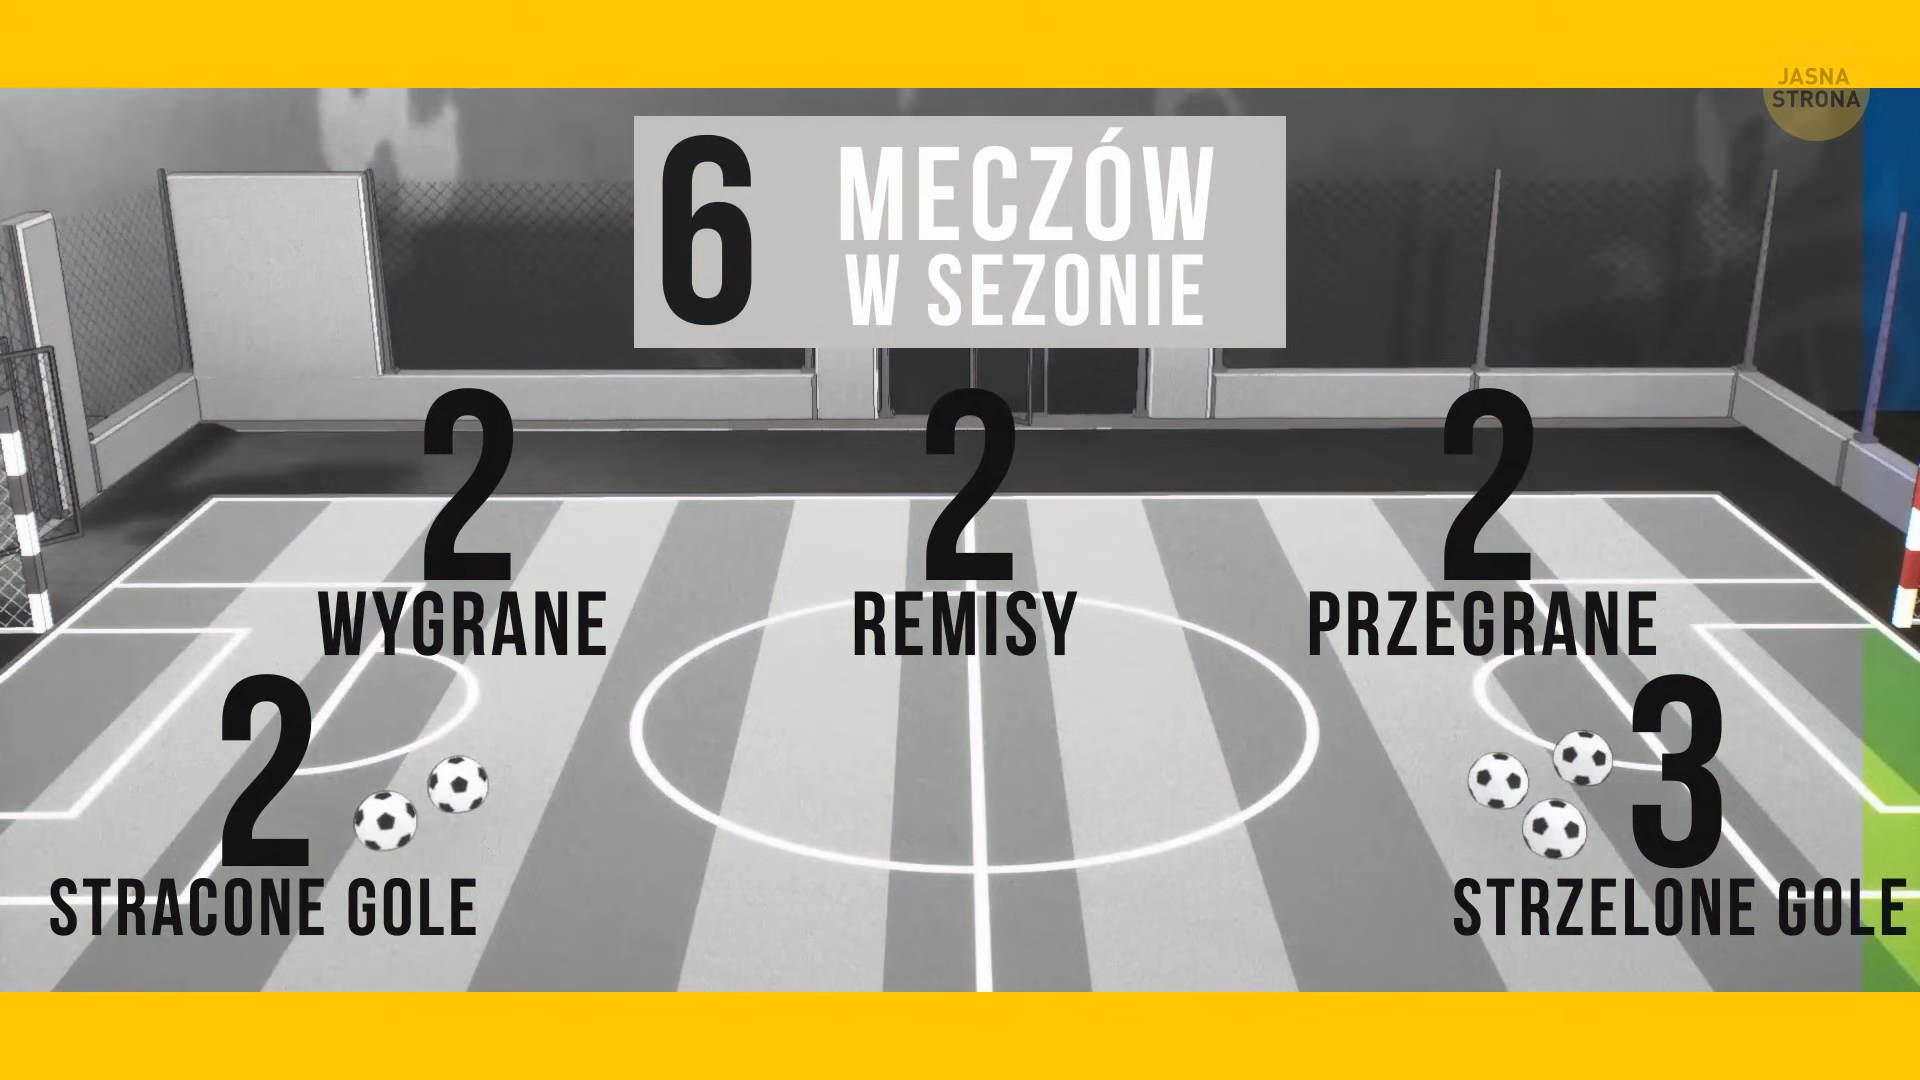 JASNA
STRONA
6 MECZÓW
W SEZONIE
2
WYGRANE
2
REMISY
2
PRZEGRANE
2
STRACONE GOLE
3
STRZELONE GOLE